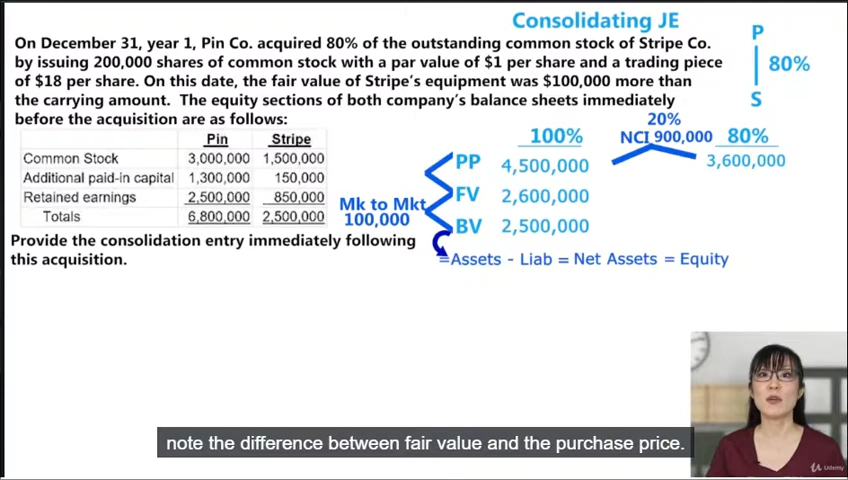 Consolidating JE
On December 31, year 1, Pin Co. acquired 80% of the outstanding common stock of Stripe Co.
by issuing 200,000 shares of common stock with a par value of $1 per share and a trading piece
of $18 per share. On this date, the fair value of Stripe's equipment was $100,000 more than
the carrying amount. The equity sections of both company's balance sheets immediately
before the acquisition are as follows:
P
80%
S
Pin Stripe
Common Stock 3,000,000 1,500,000
Additional paid-in capital 1,300,000 150,000
Retained earnings 2,500,000 850,000
Totals 6,800,000 2,500,000
Provide the consolidation entry immediately following
this acquisition.
Mk to Mkt
100,000
20%
100% NCI 900,000 80%
PP 4,500,000 3,600,000
FV 2,600,000
BV 2,500,000
=Assets - Liab = Net Assets = Equity
note the difference between fair value and the purchase price.
Udemy